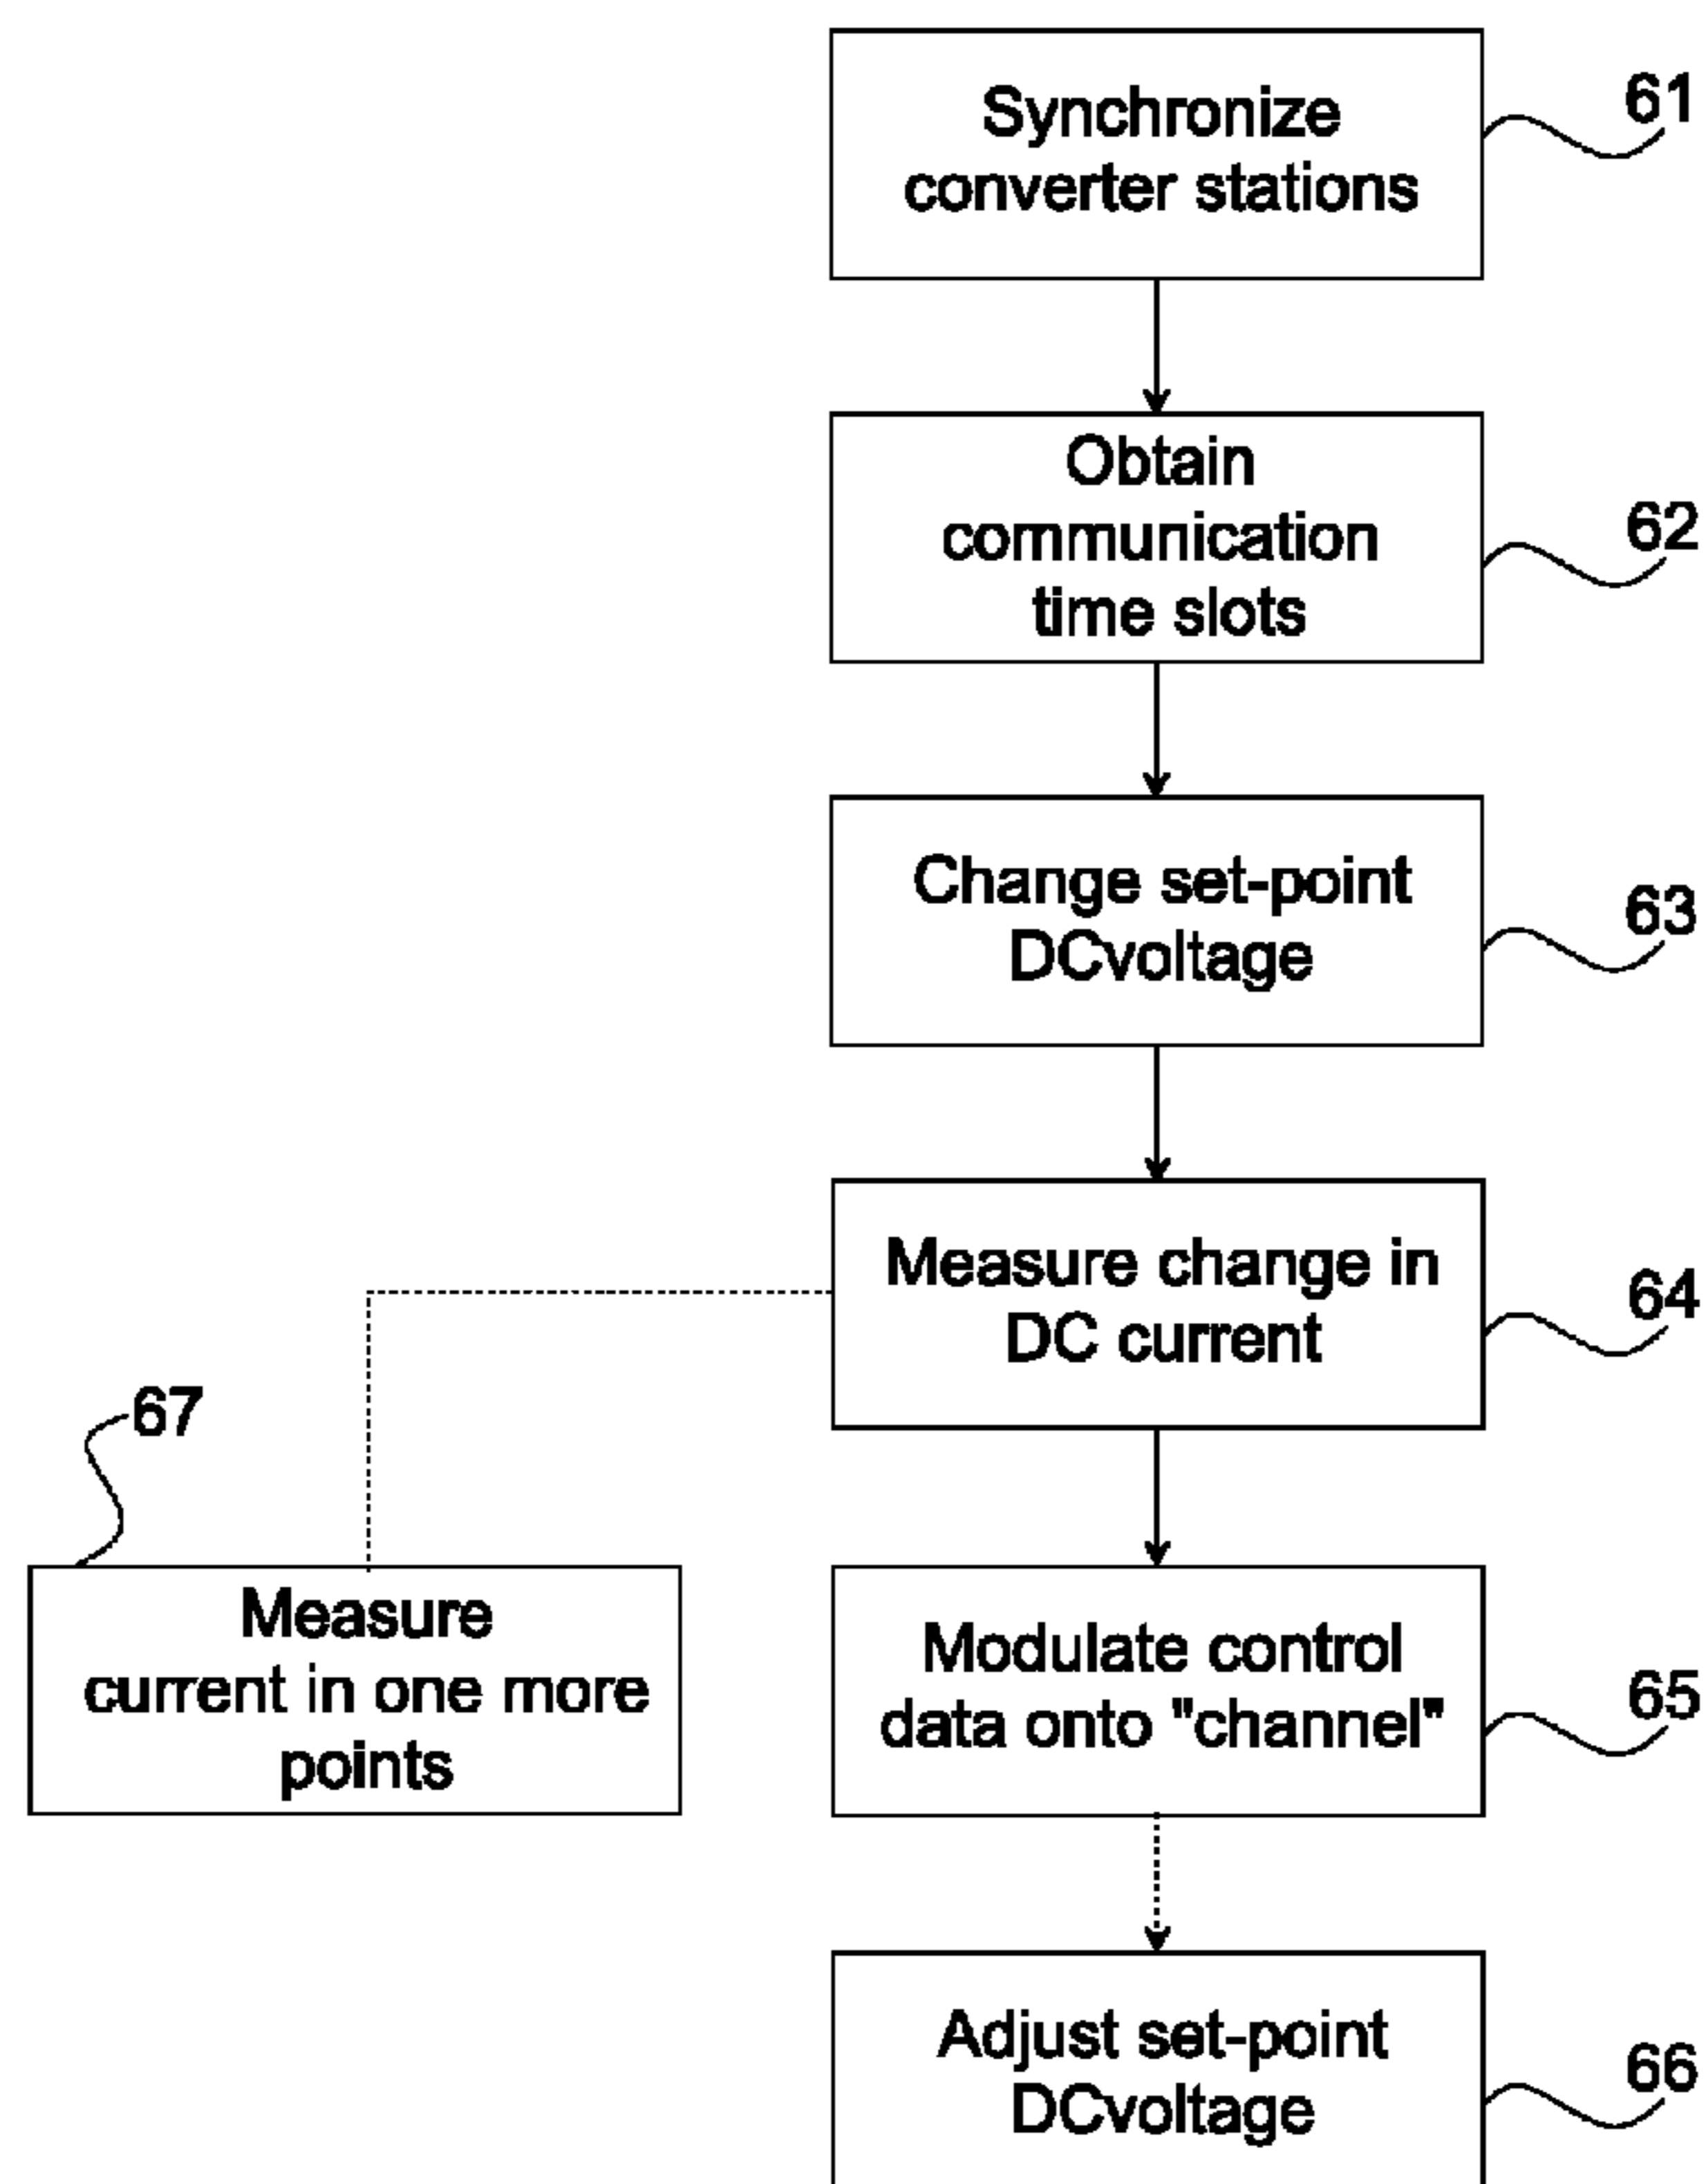 Synchronize
converter stations
61
Obtain
communication
time slots
62
Change set-point
DCvoltage
63
Measure change in
DC current
64
67
Measure
current in one more
points
Modulate control
data onto "channel"
65
Adjust set-point
DCvoltage
66